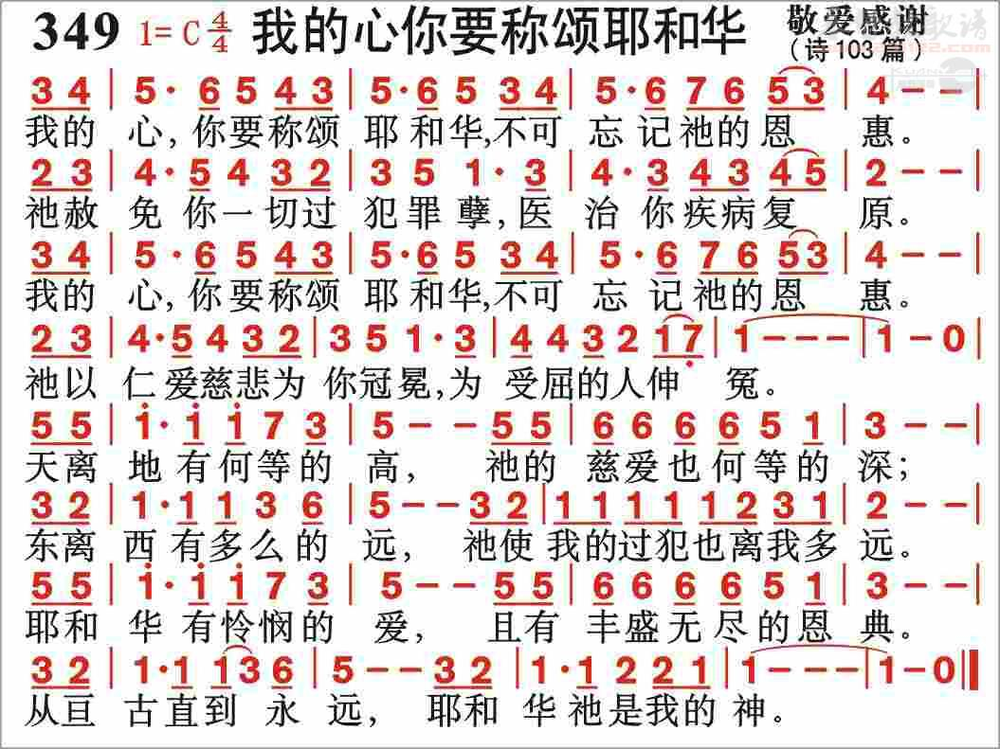 349 1=C 4/4 我的心你要称颂耶和华 敬爱感谢
(诗103篇)
3 4 | 5· 6 5 4 3 | 5· 6 5 3 4 | 5· 6 7 6 5 3 | 4 - - |
我的 心,你要称颂 耶和华,不可 忘记祂的恩 惠。
2 3 | 4· 5 4 3 2 | 3 5 1· 3 | 4· 3 4 3 4 5 | 2 - - |
祂赦 免 你一切过 犯罪孽,医 治 你疾病复 原。
3 4 | 5· 6 5 4 3 | 5· 6 5 3 4 | 5· 6 7 6 5 3 | 4 - - |
我的 心,你要称颂 耶和华,不可 忘 记祂的恩 惠。
2 3 | 4· 5 4 3 2 | 3 5 1· 3 | 4 4 3 2 1 7̣ | 1 - - - | 1 - 0 |
祂以 仁爱慈悲为 你冠冕,为 受屈的人伸 冤。
5 5 | 1̇· 1̇ 1̇ 7 3 | 5 - - 5 5 | 6 6 6 6 5 1 | 3 - - |
天离 地有何等的 高, 祂的 慈爱也何等的 深;
3 2 | 1· 1 1 3 6 | 5 - - 3 2 | 1 1 1 1 1 2 3 1 | 2 - - |
东离 西有多么的 远, 祂使 我的过犯也离我多 远。
5 5 | 1̇· 1̇ 1̇ 7 3 | 5 - - 5 5 | 6 6 6 6 5 1 | 3 - - |
耶和 华 有怜悯的 爱, 且有 丰盛无尽的恩 典。
3 2 | 1· 1 1 3 6 | 5 - - 3 2 | 1· 1 2 2 2 1 | 1 - - - | 1 - 0 ‖
从亘 古直到 永 远, 耶和 华祂是我的 神。